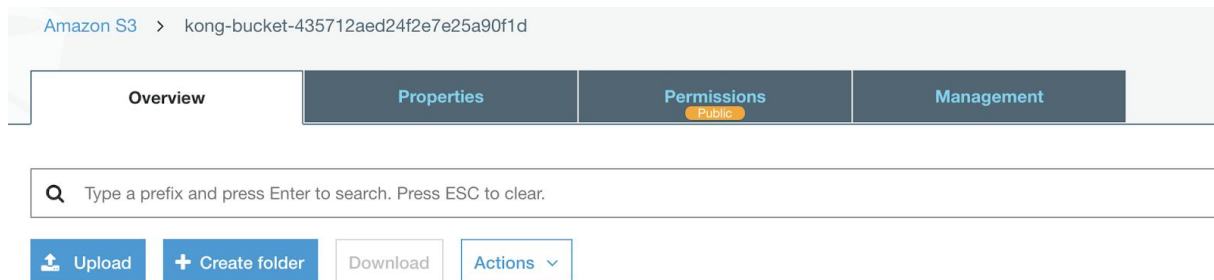 Amazon S3 > kong-bucket-435712aed24f2e7e25a90f1d
Overview Properties Permissions Management
Public
Type a prefix and press Enter to search. Press ESC to clear.
Upload + Create folder Download Actions